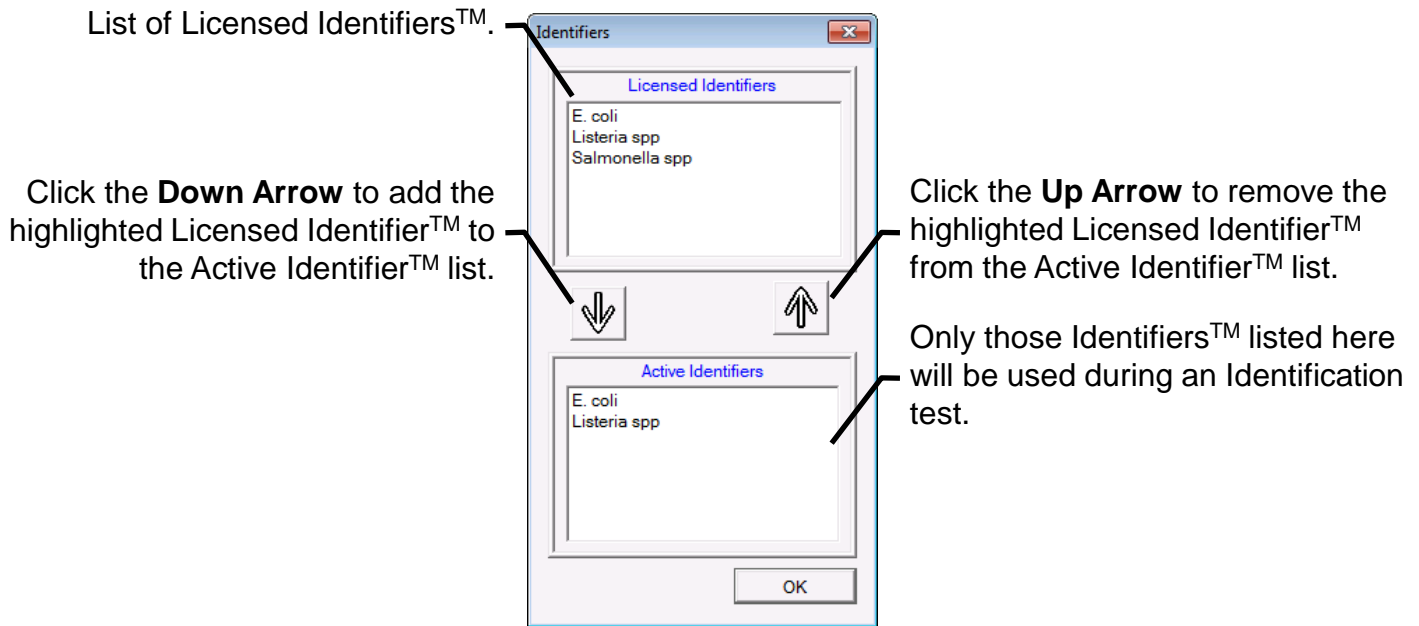 List of Licensed Identifiers™.
Identifiers
Licensed Identifiers
E. coli
Listeria spp
Salmonella spp
Click the Down Arrow to add the
highlighted Licensed Identifier™ to
the Active Identifier™ list.
Click the Up Arrow to remove the
highlighted Licensed Identifier™
from the Active Identifier™ list.
Only those Identifiers™ listed here
will be used during an Identification
test.
Active Identifiers
E. coli
Listeria spp
OK